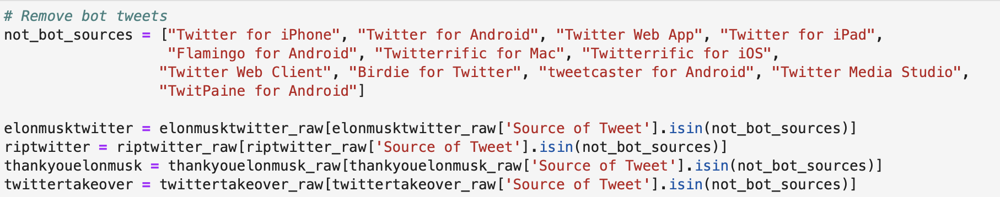 # Remove bot tweets
not_bot_sources = ["Twitter for iPhone", "Twitter for Android", "Twitter Web App", "Twitter for iPad",
"Flamingo for Android", "Twitterrific for Mac", "Twitterrific for iOS",
"Twitter Web Client", "Birdie for Twitter", "tweetcaster for Android", "Twitter Media Studio",
"TwitPaine for Android"]
elonmusktwitter = elonmusktwitter_raw[elonmusktwitter_raw['Source of Tweet'].isin(not_bot_sources)]
riptwitter = riptwitter_raw[riptwitter_raw['Source of Tweet'].isin(not_bot_sources)]
thankyouelonmusk = thankyouelonmusk_raw[thankyouelonmusk_raw['Source of Tweet'].isin(not_bot_sources)]
twittertakeover = twittertakeover_raw[twittertakeover_raw['Source of Tweet'].isin(not_bot_sources)]